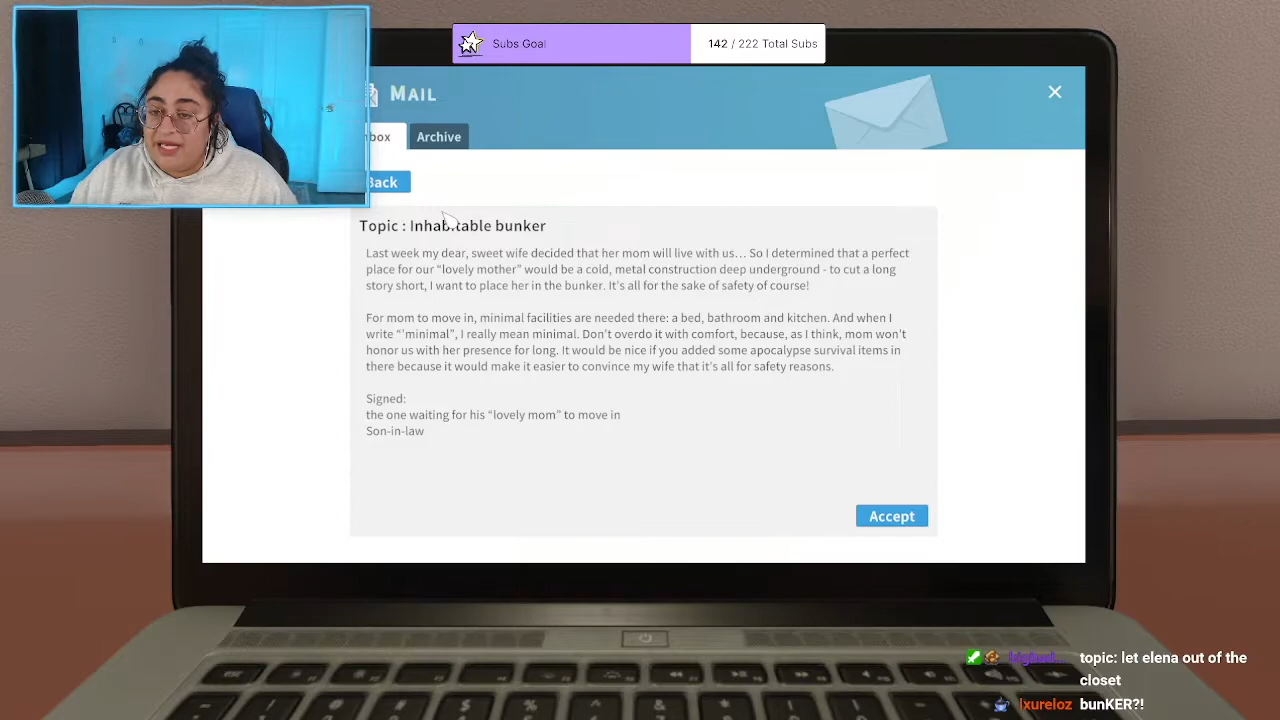 Subs Goal
142 / 222 Total Subs
MAIL
Archive
Back
Topic : Inhabitable bunker
Last week my dear, sweet wife decided that her mom will live with us... So I determined that a perfect
place for our “lovely mother” would be a cold, metal construction deep underground - to cut a long
story short, I want to place her in the bunker. It's all for the sake of safety of course!
For mom to move in, minimal facilities are needed there: a bed, bathroom and kitchen. And when I
write “'minimal”, I really mean minimal. Don't overdo it with comfort, because, as I think, mom won't
honor us with her presence for long. It would be nice if you added some apocalypse survival items in
there because it would make it easier to convince my wife that it's all for safety reasons.
Signed:
the one waiting for his “lovely mom” to move in
Son-in-law
Accept
topic: let elena out of the
closet
lxureloz bunKER?!